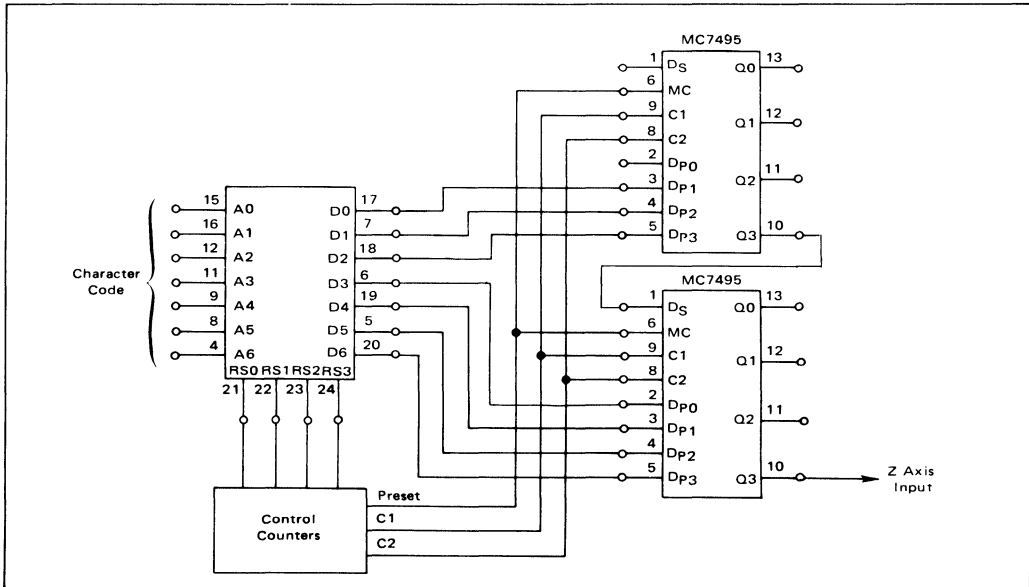 MC7495
1 DS Q0 13
6 MC
9 C1
8 C2 Q1 12
2 DP0
3 DP1 Q2 11
4 DP2
5 DP3 Q3 10
Character
Code
15 A0 D0 17
16 A1 D1 7
12 A2 D2 18
11 A3 D3 6
9 A4 D4 19
8 A5 D5 5
4 A6 D6 20
RS0 RS1 RS2 RS3
21 22 23 24
MC7495
1 DS Q0 13
6 MC
9 C1 Q1 12
8 C2
2 DP0
3 DP1 Q2 11
4 DP2
5 DP3 Q3 10
Z Axis
Input
Control
Counters
Preset
C1
C2